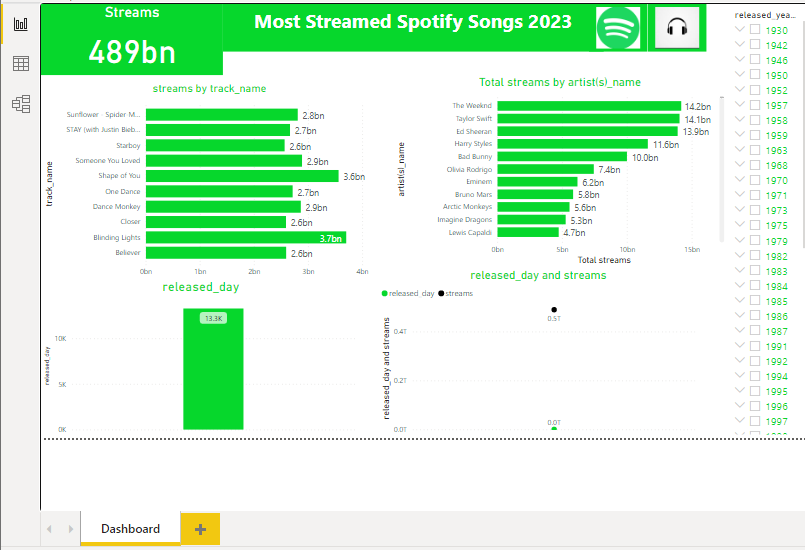 Streams
489bn
Most Streamed Spotify Songs 2023
streams by track_name
track_name
Sunflower - Spider-M... 2.8bn
STAY (with Justin Bieb... 2.7bn
Starboy 2.6bn
Someone You Loved 2.9bn
Shape of You 3.6bn
One Dance 2.7bn
Dance Monkey 2.9bn
Closer 2.6bn
Blinding Lights 3.7bn
Believer 2.6bn
0bn 1bn 2bn 3bn 4bn
Total streams by artist(s)_name
artist(s)_name
The Weeknd 14.2bn
Taylor Swift 14.1bn
Ed Sheeran 13.9bn
Harry Styles 11.6bn
Bad Bunny 10.0bn
Olivia Rodrigo 7.4bn
Eminem 6.2bn
Bruno Mars 5.8bn
Arctic Monkeys 5.6bn
Imagine Dragons 5.3bn
Lewis Capaldi 4.7bn
0bn 5bn 10bn 15bn
Total streams
released_day
released_day
13.3K
10K
5K
0K
released_day and streams
released_day streams
released_day and streams
0.5T
0.4T
0.2T
0.0T
0.0T
released_yea...
1930
1942
1946
1950
1952
1957
1958
1959
1963
1968
1970
1971
1973
1975
1979
1982
1983
1984
1985
1986
1987
1991
1992
1994
1995
1996
1997
Dashboard
+